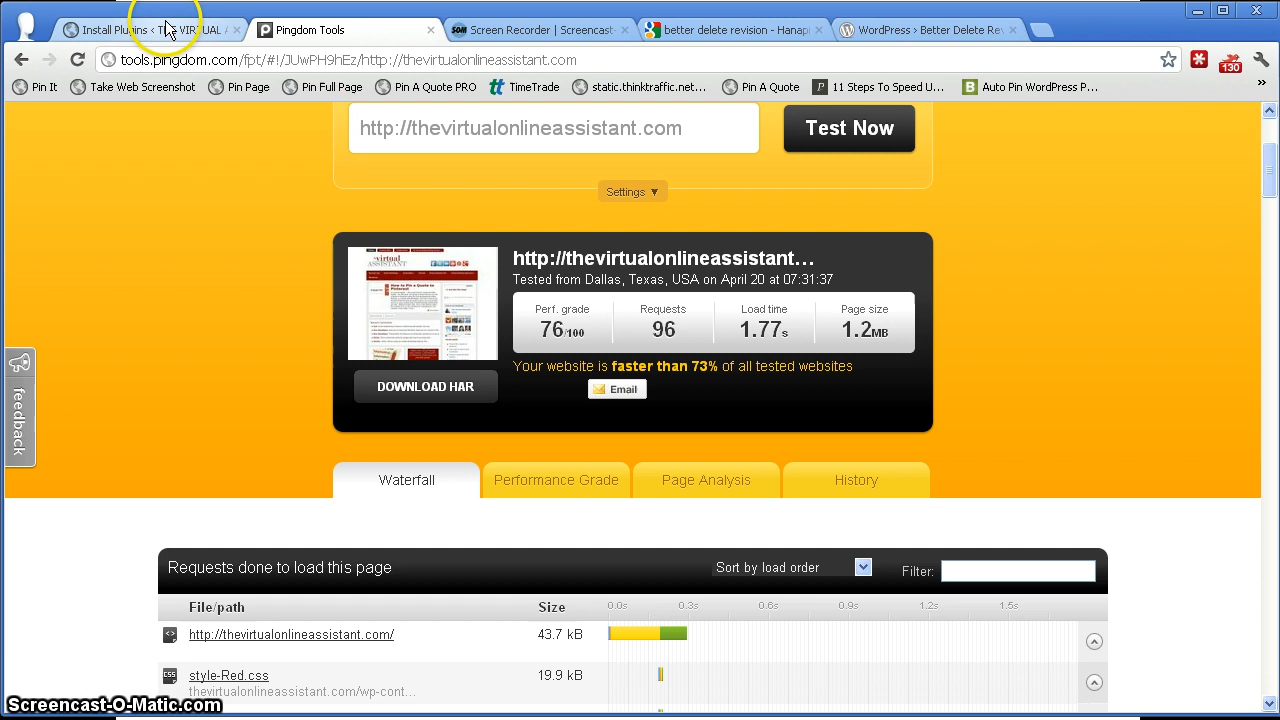 Install Plugins ‹ THE VIRTUAL A
Pingdom Tools
Screen Recorder | Screencast-
better delete revision - Hanap
WordPress › Better Delete Rev
tools.pingdom.com/fpt/#!/JUwPH9hEz/http://thevirtualonlineassistant.com
130
Pin It
Take Web Screenshot
Pin Page
Pin Full Page
Pin A Quote PRO
TimeTrade
static.thinktraffic.net...
Pin A Quote
11 Steps To Speed U...
Auto Pin WordPress P...
http://thevirtualonlineassistant.com
Test Now
Settings ▼
http://thevirtualonlineassistant...
Tested from Dallas, Texas, USA on April 20 at 07:31:37
Perf. grade
Requests
Load time
Page size
76/100
96
1.77s
1.2MB
Your website is faster than 73% of all tested websites
DOWNLOAD HAR
Email
feedback
Waterfall
Performance Grade
Page Analysis
History
Requests done to load this page
Sort by load order
Filter:
File/path
Size
0.0s
0.3s
0.6s
0.9s
1.2s
1.5s
http://thevirtualonlineassistant.com/
43.7 kB
style-Red.css
19.9 kB
thevirtualonlineassistant.com/wp-cont...
Screencast-O-Matic.com